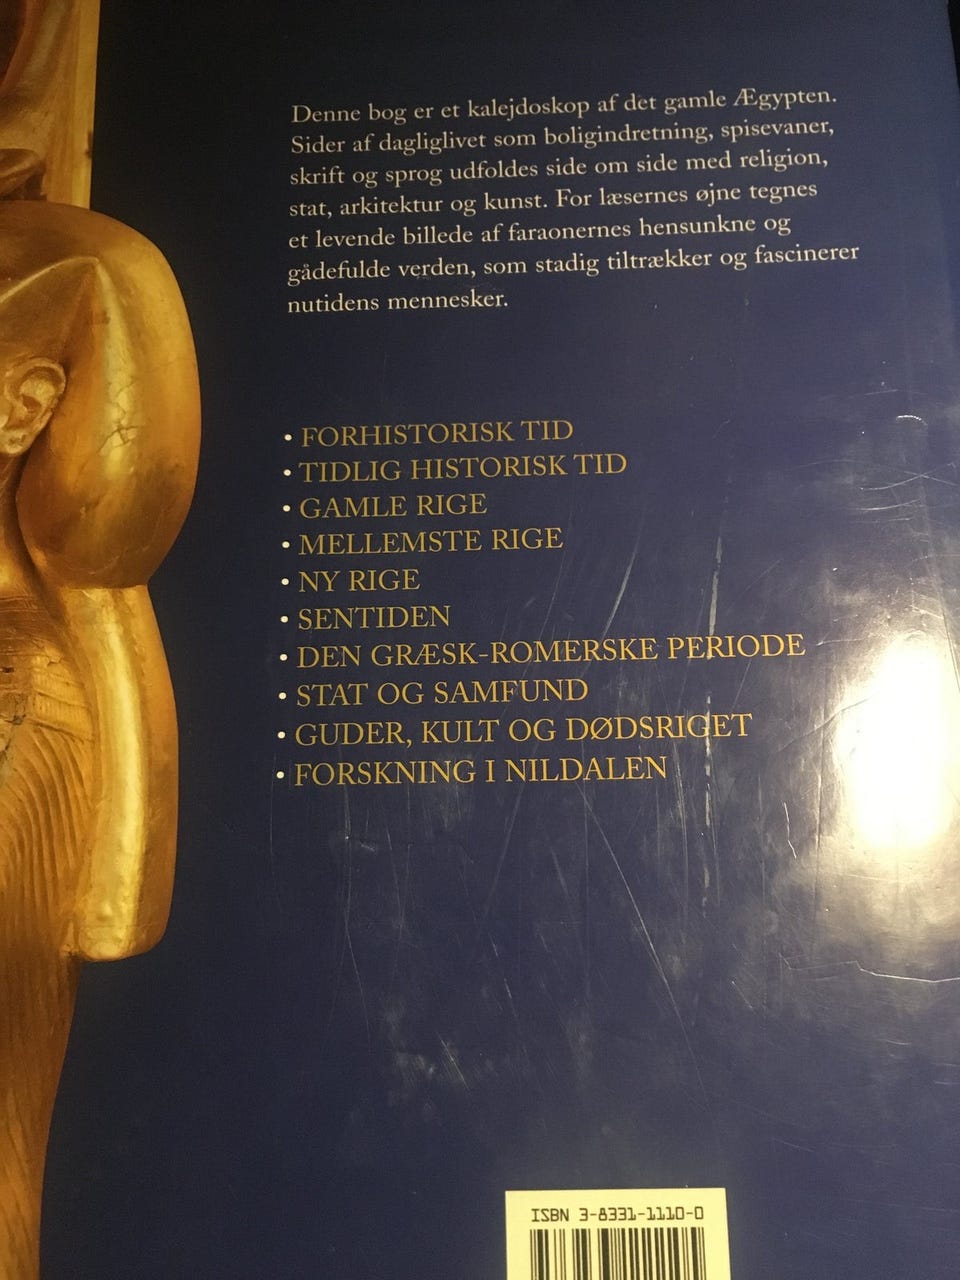 Denne bog er et kalejdoskop af det gamle Ægypten.
Sider af dagliglivet som boligindretning, spisevaner,
skrift og sprog udfoldes side om side med religion,
stat, arkitektur og kunst. For læsernes øjne tegnes
et levende billede af faraonernes hensunkne og
gådefulde verden, som stadig tiltrækker og fascinerer
nutidens mennesker.
• FORHISTORISK TID
• TIDLIG HISTORISK TID
• GAMLE RIGE
• MELLEMSTE RIGE
• NY RIGE
• SENTIDEN
• DEN GRÆSK-ROMERSKE PERIODE
• STAT OG SAMFUND
• GUDER, KULT OG DØDSRIGET
• FORSKNING I NILDALEN
ISBN 3-8331-1110-0